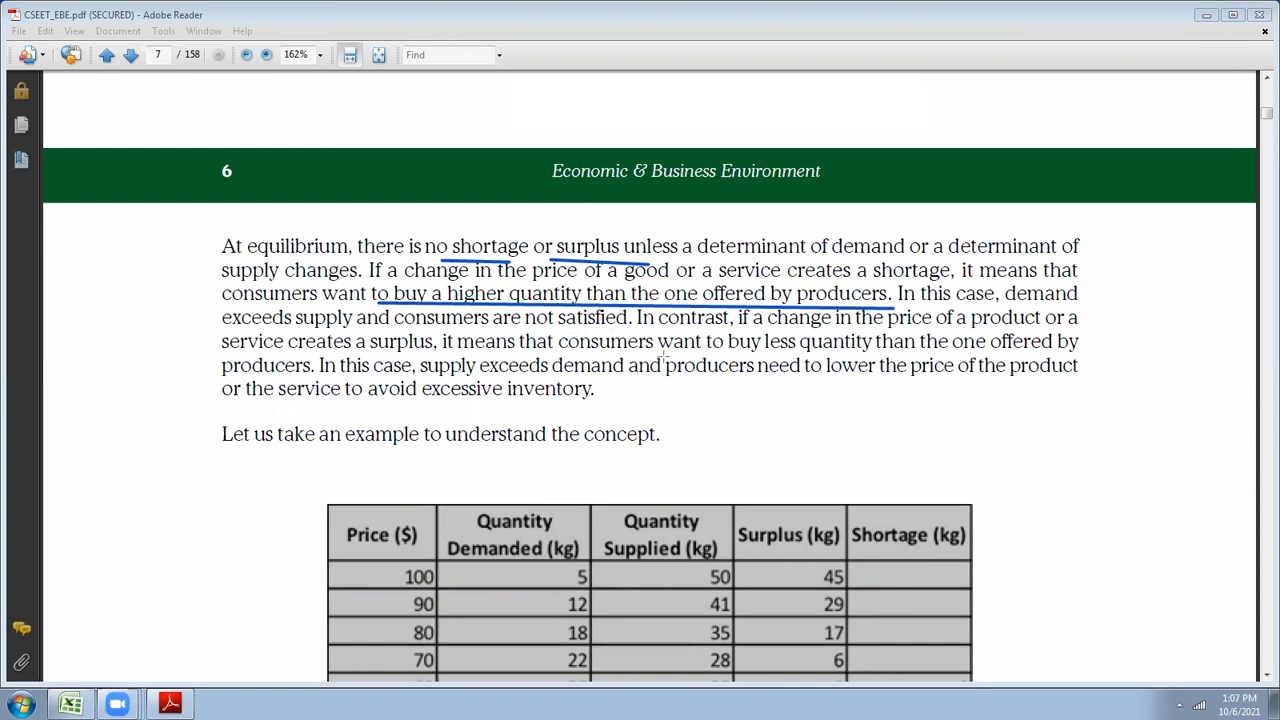 CSEET_EBE.pdf (SECURED) - Adobe Reader
File Edit View Document Tools Window Help
7 / 158 162% Find
6 Economic & Business Environment
At equilibrium, there is no shortage or surplus unless a determinant of demand or a determinant of
supply changes. If a change in the price of a good or a service creates a shortage, it means that
consumers want to buy a higher quantity than the one offered by producers. In this case, demand
exceeds supply and consumers are not satisfied. In contrast, if a change in the price of a product or a
service creates a surplus, it means that consumers want to buy less quantity than the one offered by
producers. In this case, supply exceeds demand and producers need to lower the price of the product
or the service to avoid excessive inventory.
Let us take an example to understand the concept.
Price ($) Quantity Demanded (kg) Quantity Supplied (kg) Surplus (kg) Shortage (kg)
100 5 50 45
90 12 41 29
80 18 35 17
70 22 28 6
1:07 PM
10/6/2021